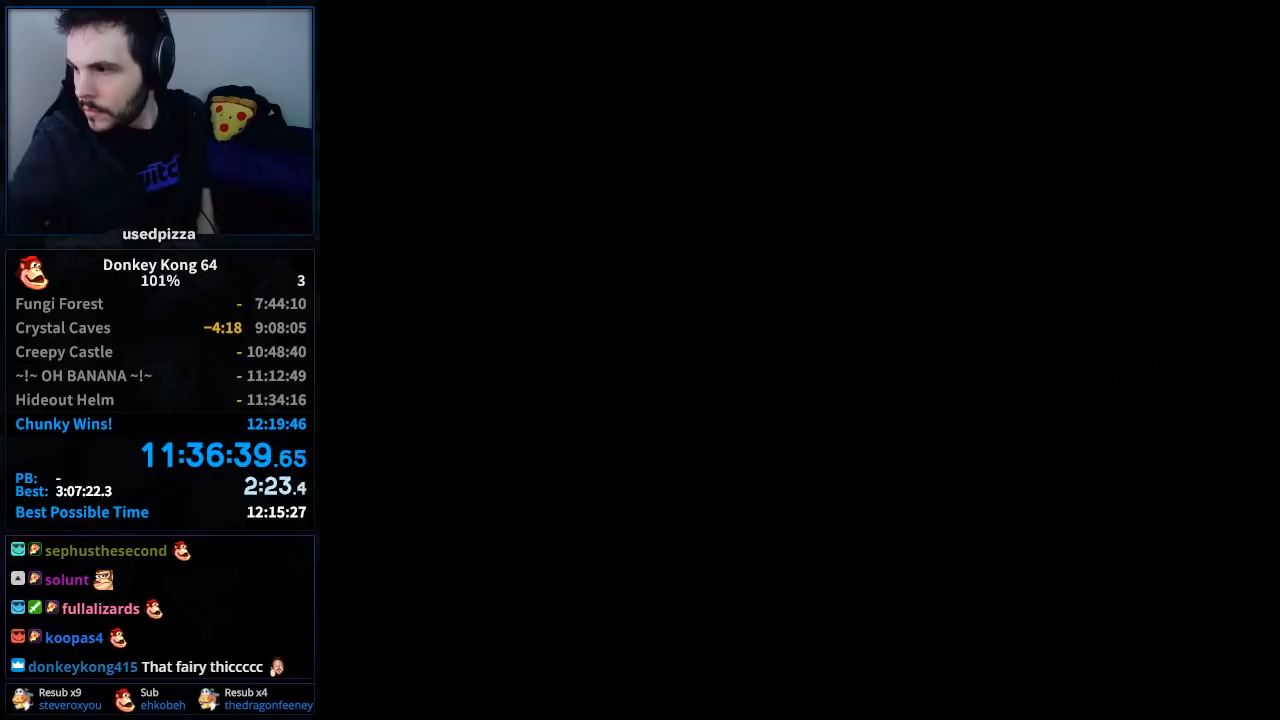 witch
usedpizza
Donkey Kong 64
101% 3
Fungi Forest - 7:44:10
Crystal Caves −4:18 9:08:05
Creepy Castle - 10:48:40
~!~ OH BANANA ~!~ - 11:12:49
Hideout Helm - 11:34:16
Chunky Wins! 12:19:46
11:36:39.65
PB: -
Best: 3:07:22.3 2:23.4
Best Possible Time 12:15:27
sephusthesecond
solunt
fullalizards
koopas4
donkeykong415 That fairy thiccccc
Resub x9 Sub Resub x4
steveroxyou ehkobeh thedragonfeeney